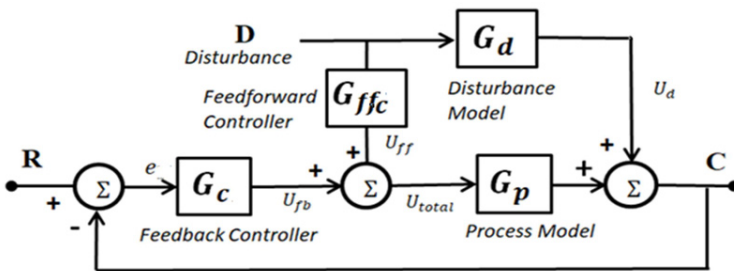 D
Disturbance
G_d
Disturbance
Model
U_d
Feedforward
Controller
G_ffc
U_ff
R
+
-
Σ
e
G_c
Feedback Controller
U_fb
+
+
Σ
U_total
G_p
Process Model
+
+
Σ
C